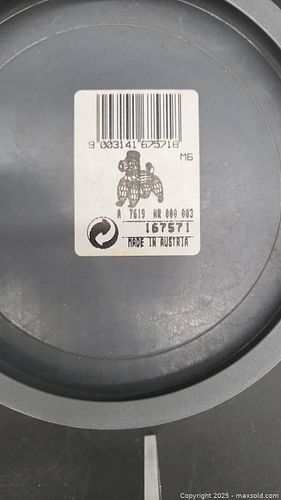 9 003141 675718
M6
A 7619 NR 000 003
167571
MADE IN AUSTRIA
Copyright 2025 - maxsold.com